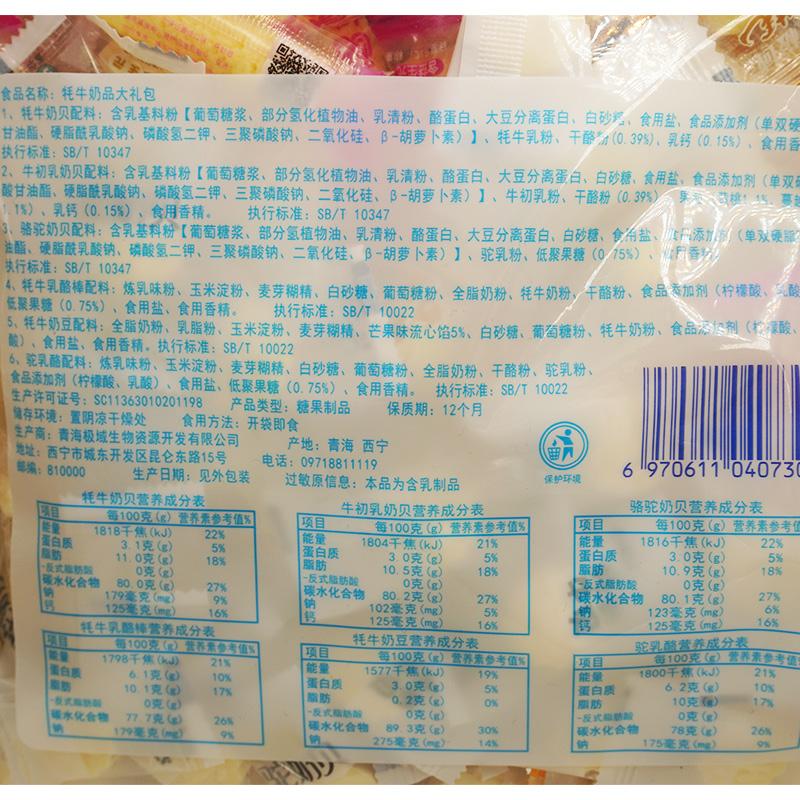 食品名称：牦牛奶品大礼包
1、牦牛奶贝配料：含乳基料粉【葡萄糖浆、部分氢化植物油、乳清粉、酪蛋白、大豆分离蛋白、白砂糖、食用盐、食品添加剂（单双硬
甘油酯、硬脂酰乳酸钠、磷酸氢二钾、三聚磷酸钠、二氧化硅、β-胡萝卜素）】、牦牛乳粉、干酪粉(0.39%)、乳钙（0.15%）、食用香
执行标准：SB/T 10347
2、牛初乳奶贝配料：含乳基料粉【葡萄糖浆、部分氢化植物油、乳清粉、酪蛋白、大豆分离蛋白、白砂糖、食用盐、食品添加剂（单双硬
酸甘油酯、硬脂酰乳酸钠、磷酸氢二钾、三聚磷酸钠、二氧化硅、β-胡萝卜素）】、牛初乳粉、干酪粉(0.39%)
1%）、乳钙（0.15%）、食用香精。 执行标准：SB/T 10347
3、骆驼奶贝配料：含乳基料粉【葡萄糖浆、部分氢植物油、乳清粉、酪蛋白、大豆分离蛋白、白砂糖、食用盐、食品添加剂（单双硬脂
油酯、硬脂酰乳酸钠、磷酸氢二钾、三聚磷酸钠、二氧化硅、β-胡萝卜素）】、驼乳粉、低聚果糖（0.75%）、食用香精。
执行标准：SB/T 10347
4、牦牛乳酪棒配料：炼乳味粉、玉米淀粉、麦芽糊精、白砂糖、葡萄糖粉、全脂奶粉、牦牛奶粉、干酪粉、食品添加剂（柠檬酸、乳酸
低聚果糖（0.75%）、食用盐、食用香精。 执行标准：SB/T 10022
5、牦牛奶豆配料：全脂奶粉、乳脂粉、玉米淀粉、麦芽糊精、芒果味流心馅5%、白砂糖、葡萄糖粉、牦牛奶粉、食品添加剂（柠檬酸、
酸）、食用盐、食用香精。执行标准：SB/T 10022
6、驼乳酪配料：炼乳味粉、玉米淀粉、麦芽糊精、白砂糖、葡萄糖粉、全脂奶粉、干酪粉、驼乳粉、
食品添加剂（柠檬酸、乳酸）、食用盐、低聚果糖（0.75%）、食用香精。 执行标准：SB/T 10022
生产许可证号：SC11363010201198 产品类型：糖果制品 保质期：12个月
储存环境：置阴凉干燥处 食用方法：开袋即食
生产商：青海极域生物资源开发有限公司 产地：青海 西宁
地址：西宁市城东开发区昆仑东路15号 电话：09718811119
邮编：810000 生产日期：见外包装 过敏原信息：本品为含乳制品
保护环境
6 970611 04073
牦牛奶贝营养成分表
项目 每100克(g) 营养素参考值%
能量 1818千焦(kJ) 22%
蛋白质 3.1克(g) 5%
脂肪 11.0克(g) 18%
-反式脂肪酸 0克(g)
碳水化合物 80.0克(g) 27%
钠 179毫克(mg) 9%
钙 125毫克(mg) 16%
牛初乳奶贝营养成分表
项目 每100克(g) 营养素参考值%
能量 1804千焦(kJ) 21%
蛋白质 3.0克(g) 5%
脂肪 10.5克(g) 18%
-反式脂肪酸 0克(g)
碳水化合物 80.2克(g) 27%
钠 102毫克(mg) 5%
钙 125毫克(mg) 16%
骆驼奶贝营养成分表
项目 每100克(g) 营养素参考值%
能量 1816千焦(kJ) 22%
蛋白质 3.0克(g) 5%
脂肪 10.9克(g) 18%
-反式脂肪酸 0克(g)
碳水化合物 80.1克(g) 27%
钠 123毫克(mg) 6%
钙 125毫克(mg) 16%
牦牛乳酪棒营养成分表
项目 每100克(g) 营养素参考值%
能量 1798千焦(kJ) 21%
蛋白质 6.1克(g) 10%
脂肪 10.1克(g) 17%
-反式脂肪酸 0克(g)
碳水化合物 77.7克(g) 26%
钠 179毫克(mg) 9%
牦牛奶豆营养成分表
项目 每100克(g) 营养素参考值%
能量 1577千焦(kJ) 19%
蛋白质 3.0克(g) 5%
脂肪 0.2克(g) 0%
-反式脂肪酸 0克(g)
碳水化合物 89.3克(g) 30%
钠 275毫克(mg) 14%
驼乳酪营养成分表
项目 每100克(g) 营养素参考值%
能量 1800千焦(kJ) 21%
蛋白质 6.2克(g) 10%
脂肪 10克(g) 17%
-反式脂肪酸 0克(g)
碳水化合物 78克(g) 26%
钠 175毫克(mg) 9%